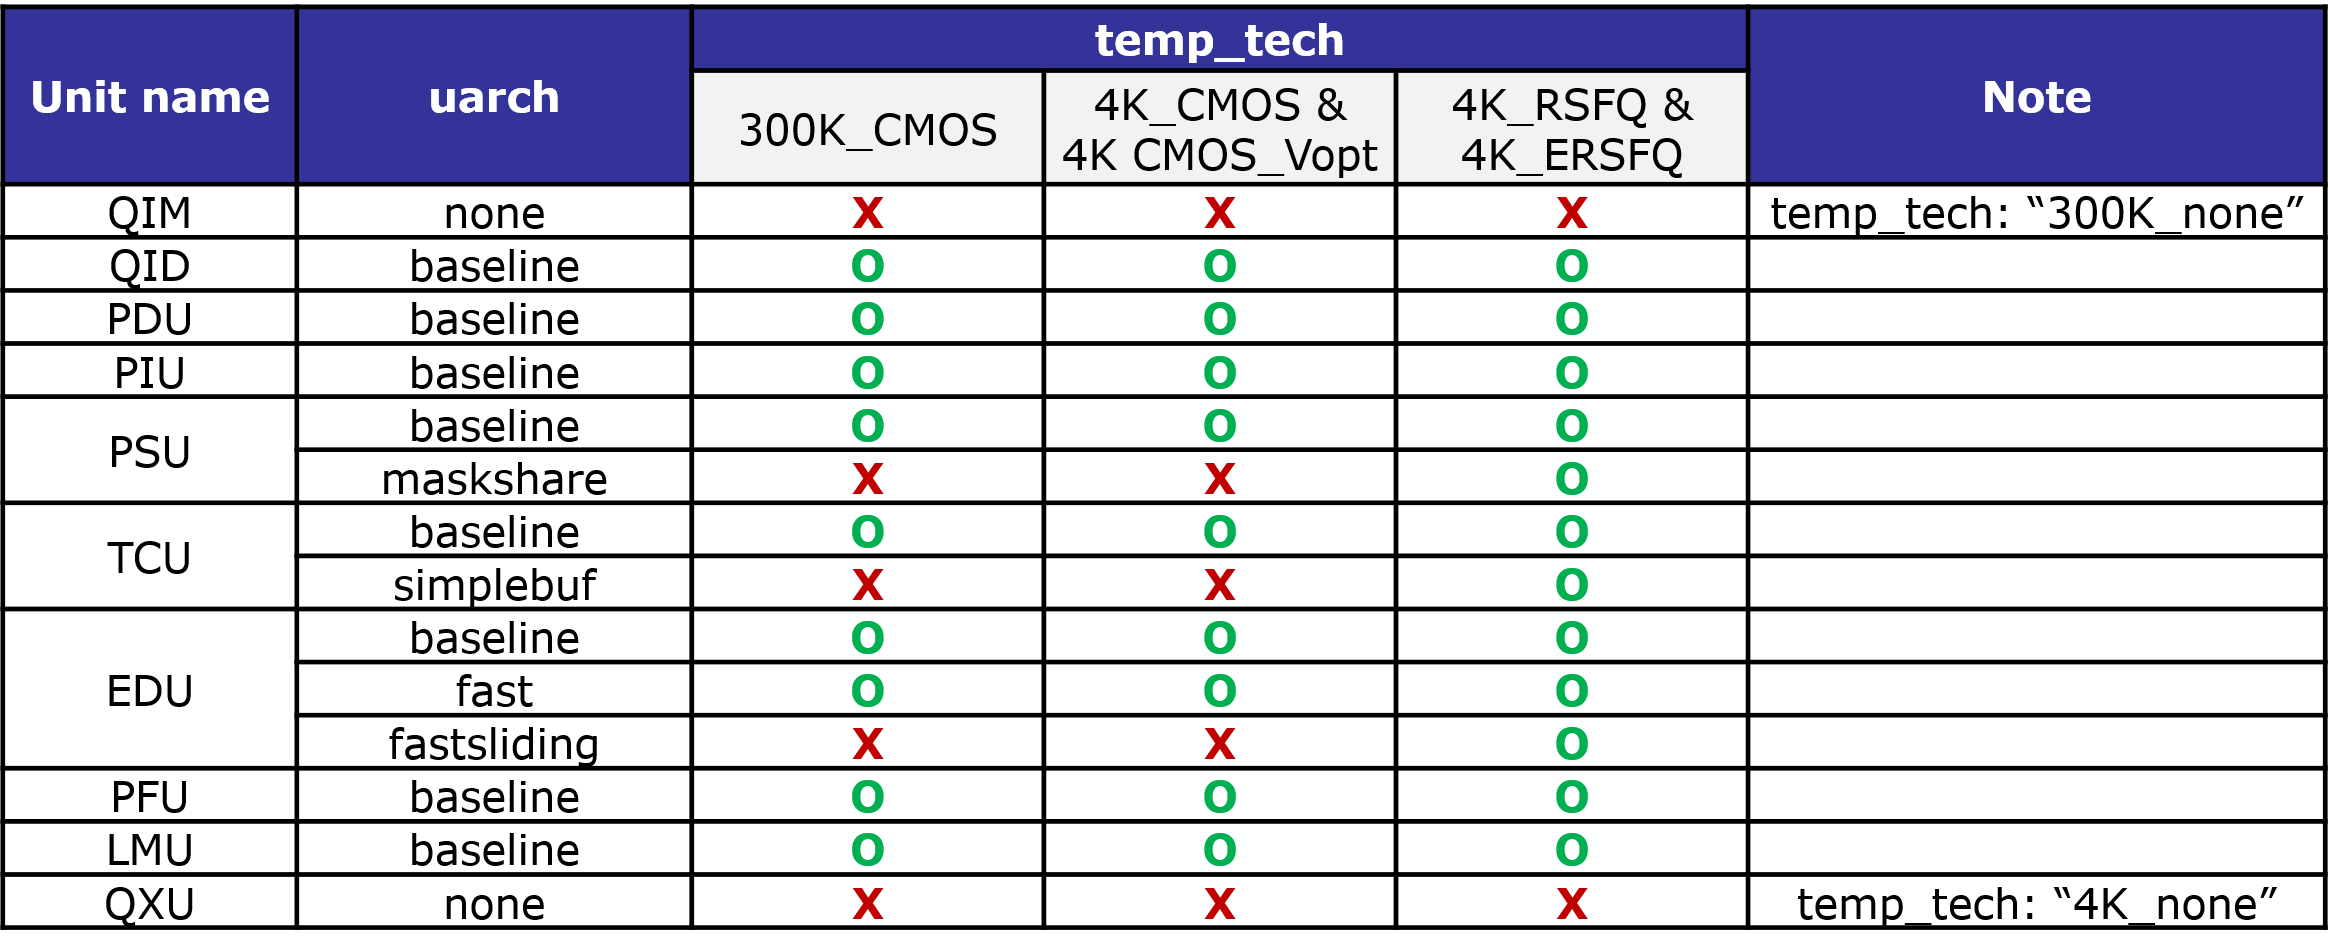 Unit name uarch temp_tech Note
300K_CMOS 4K_CMOS & 4K_RSFQ &
4K CMOS_Vopt 4K_ERSFQ
QIM none X X X temp_tech: “300K_none”
QID baseline O O O
PDU baseline O O O
PIU baseline O O O
PSU baseline O O O
maskshare X X O
TCU baseline O O O
simplebuf X X O
EDU baseline O O O
fast O O O
fastsliding X X O
PFU baseline O O O
LMU baseline O O O
QXU none X X X temp_tech: “4K_none”